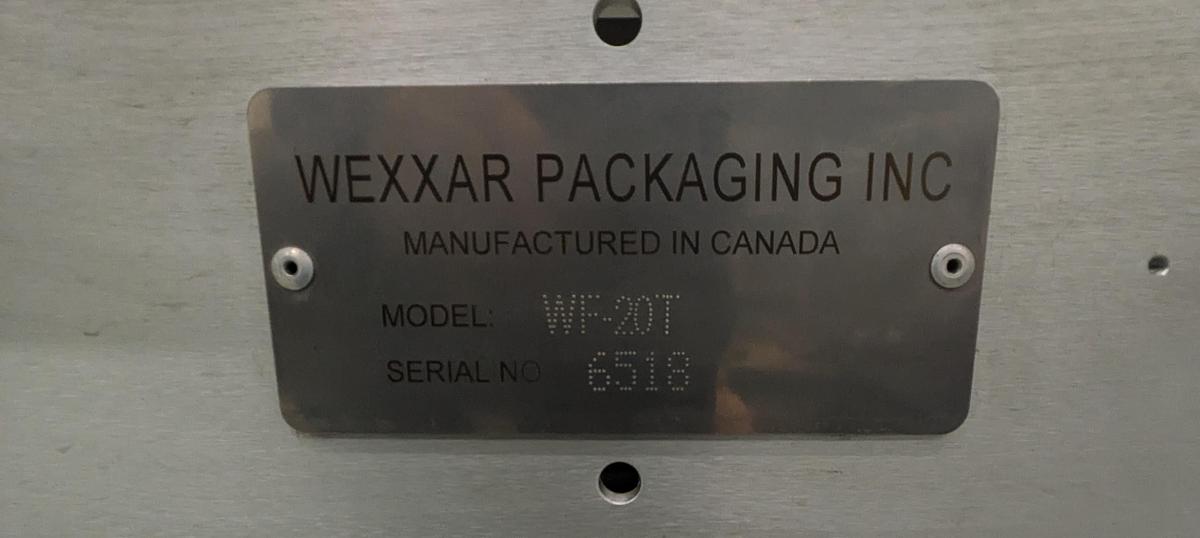 WEXXAR PACKAGING INC
MANUFACTURED IN CANADA
MODEL: WF-20T
SERIAL NO 6518